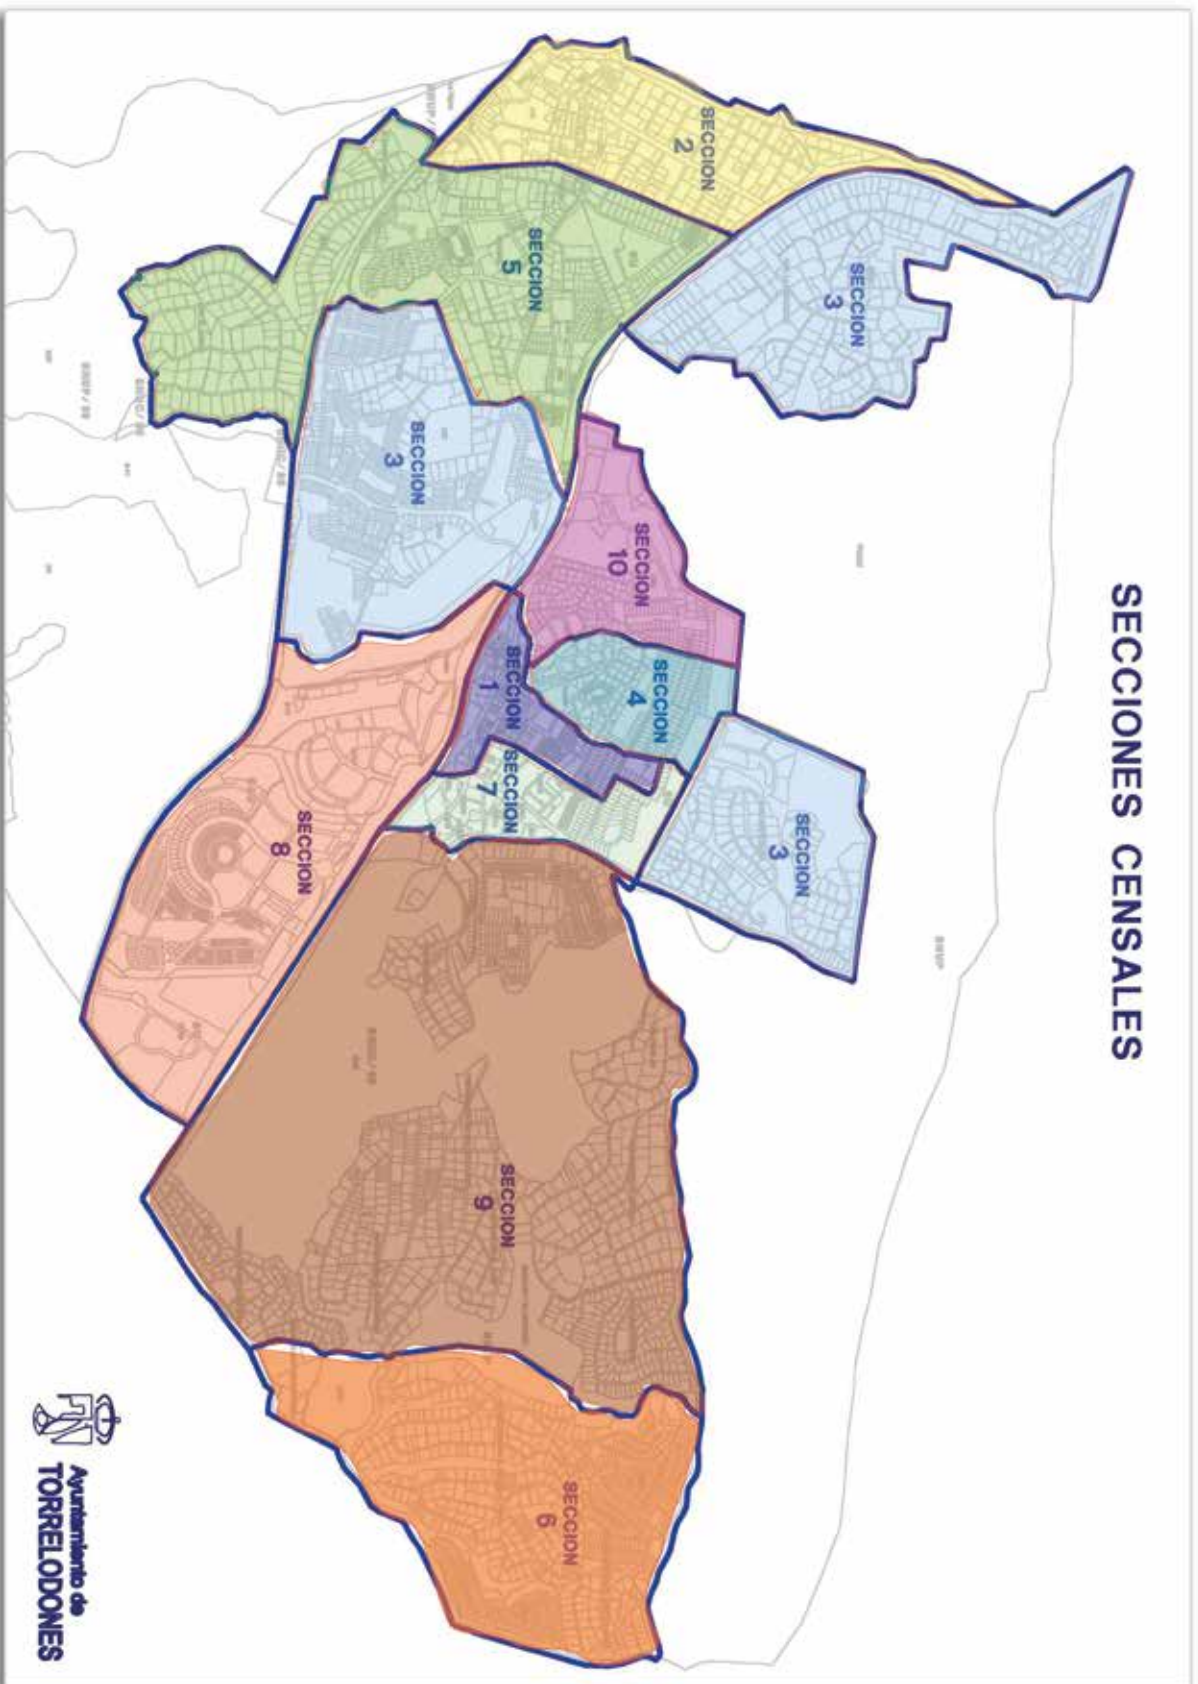 SECCIONES CENSALES
SECCION
2
SECCION
3
SECCION
5
SECCION
3
SECCION
10
SECCION
4
SECCION
1
SECCION
7
SECCION
3
SECCION
8
SECCION
9
SECCION
6
Ayuntamiento de
TORRELODONES